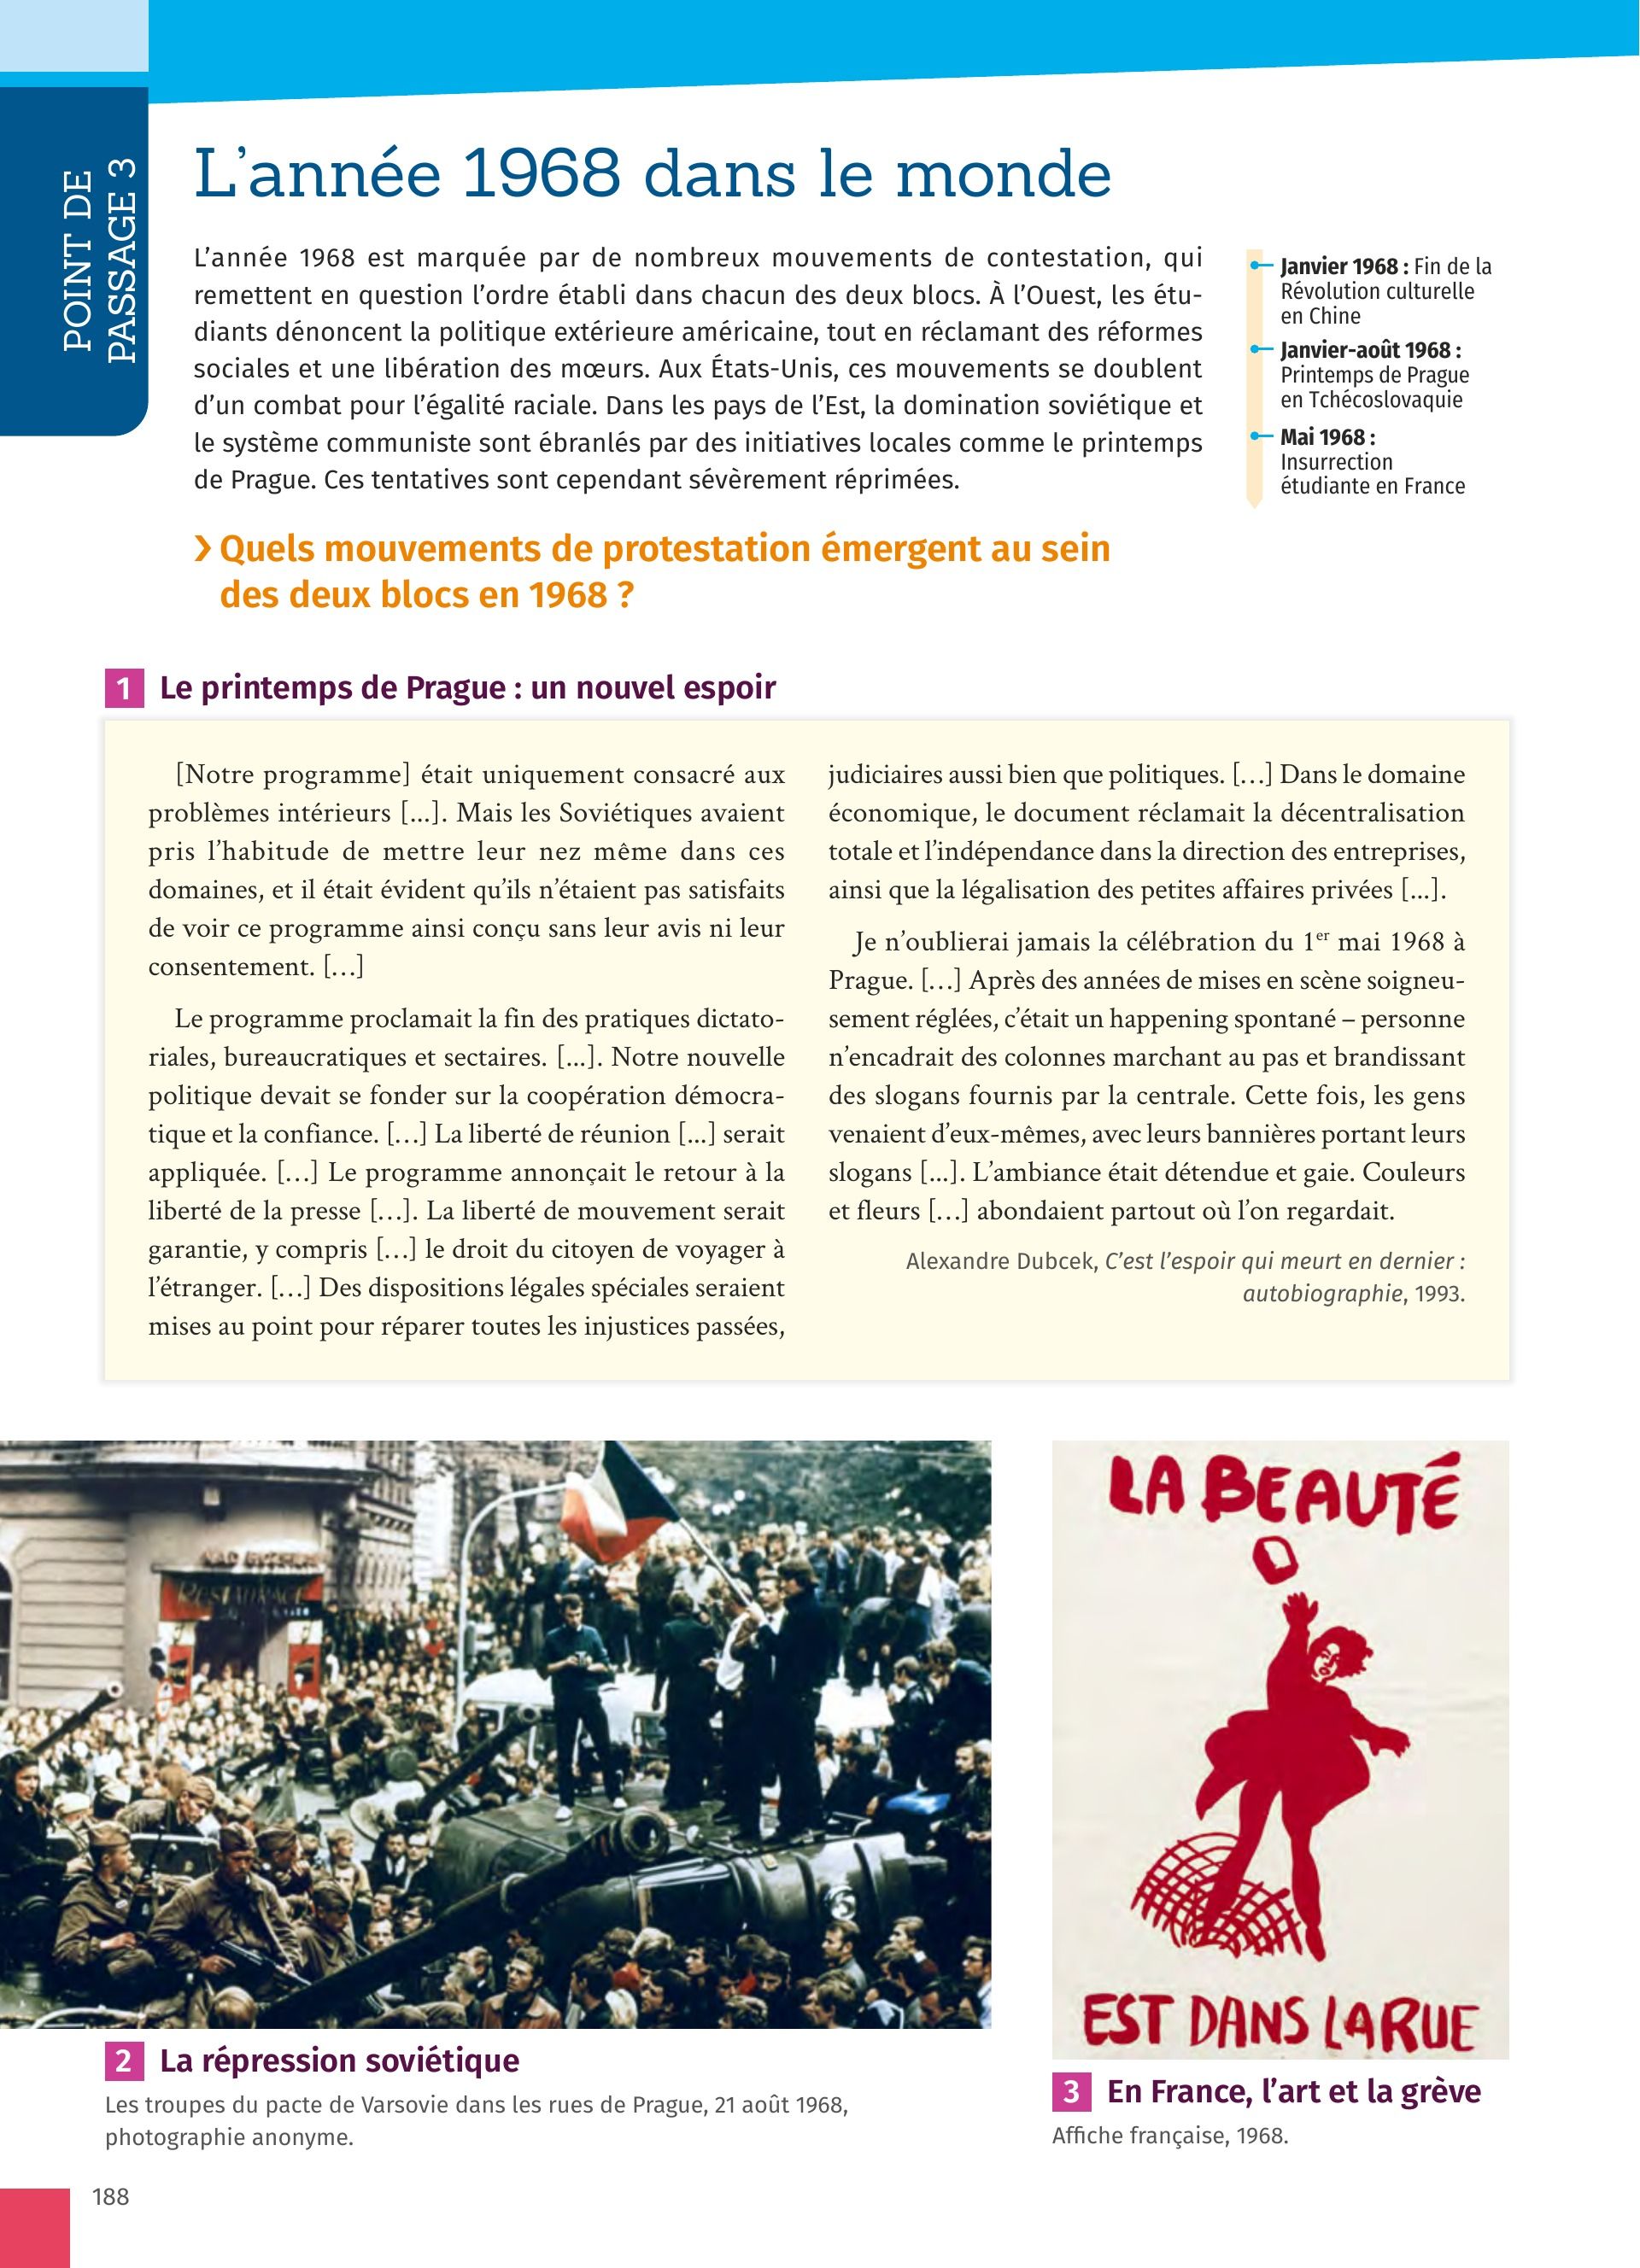 POINT DE
PASSAGE 3
L’année 1968 dans le monde
L’année 1968 est marquée par de nombreux mouvements de contestation, qui
remettent en question l’ordre établi dans chacun des deux blocs. À l’Ouest, les étu-
diants dénoncent la politique extérieure américaine, tout en réclamant des réformes
sociales et une libération des mœurs. Aux États-Unis, ces mouvements se doublent
d’un combat pour l’égalité raciale. Dans les pays de l’Est, la domination soviétique et
le système communiste sont ébranlés par des initiatives locales comme le printemps
de Prague. Ces tentatives sont cependant sévèrement réprimées.
Janvier 1968 : Fin de la
Révolution culturelle
en Chine
Janvier-août 1968 :
Printemps de Prague
en Tchécoslovaquie
Mai 1968 :
Insurrection
étudiante en France
› Quels mouvements de protestation émergent au sein
des deux blocs en 1968 ?
1 Le printemps de Prague : un nouvel espoir
[Notre programme] était uniquement consacré aux
problèmes intérieurs [...]. Mais les Soviétiques avaient
pris l’habitude de mettre leur nez même dans ces
domaines, et il était évident qu’ils n’étaient pas satisfaits
de voir ce programme ainsi conçu sans leur avis ni leur
consentement. […]
Le programme proclamait la fin des pratiques dictato-
riales, bureaucratiques et sectaires. [...]. Notre nouvelle
politique devait se fonder sur la coopération démocra-
tique et la confiance. […] La liberté de réunion [...] serait
appliquée. […] Le programme annonçait le retour à la
liberté de la presse […]. La liberté de mouvement serait
garantie, y compris […] le droit du citoyen de voyager à
l’étranger. […] Des dispositions légales spéciales seraient
mises au point pour réparer toutes les injustices passées,
judiciaires aussi bien que politiques. […] Dans le domaine
économique, le document réclamait la décentralisation
totale et l’indépendance dans la direction des entreprises,
ainsi que la légalisation des petites affaires privées [...].
Je n’oublierai jamais la célébration du 1er mai 1968 à
Prague. […] Après des années de mises en scène soigneu-
sement réglées, c’était un happening spontané – personne
n’encadrait des colonnes marchant au pas et brandissant
des slogans fournis par la centrale. Cette fois, les gens
venaient d’eux-mêmes, avec leurs bannières portant leurs
slogans [...]. L’ambiance était détendue et gaie. Couleurs
et fleurs […] abondaient partout où l’on regardait.
Alexandre Dubcek, C’est l’espoir qui meurt en dernier :
autobiographie, 1993.
RESTAURACE
2 La répression soviétique
Les troupes du pacte de Varsovie dans les rues de Prague, 21 août 1968,
photographie anonyme.
LA BEAUTÉ
EST DANS LA RUE
3 En France, l’art et la grève
Affiche française, 1968.
188